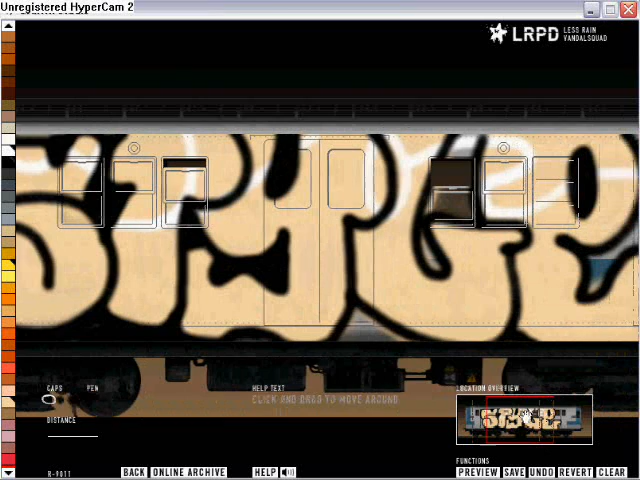 Unregistered HyperCam 2
LRPD LESS RAIN
VANDALSQUAD
CAPS PEN
HELP TEXT
CLICK AND DRAG TO MOVE AROUND
DISTANCE
LOCATION OVERVIEW
R-9011
BACK ONLINE ARCHIVE HELP
FUNCTIONS
PREVIEW SAVE UNDO REVERT CLEAR